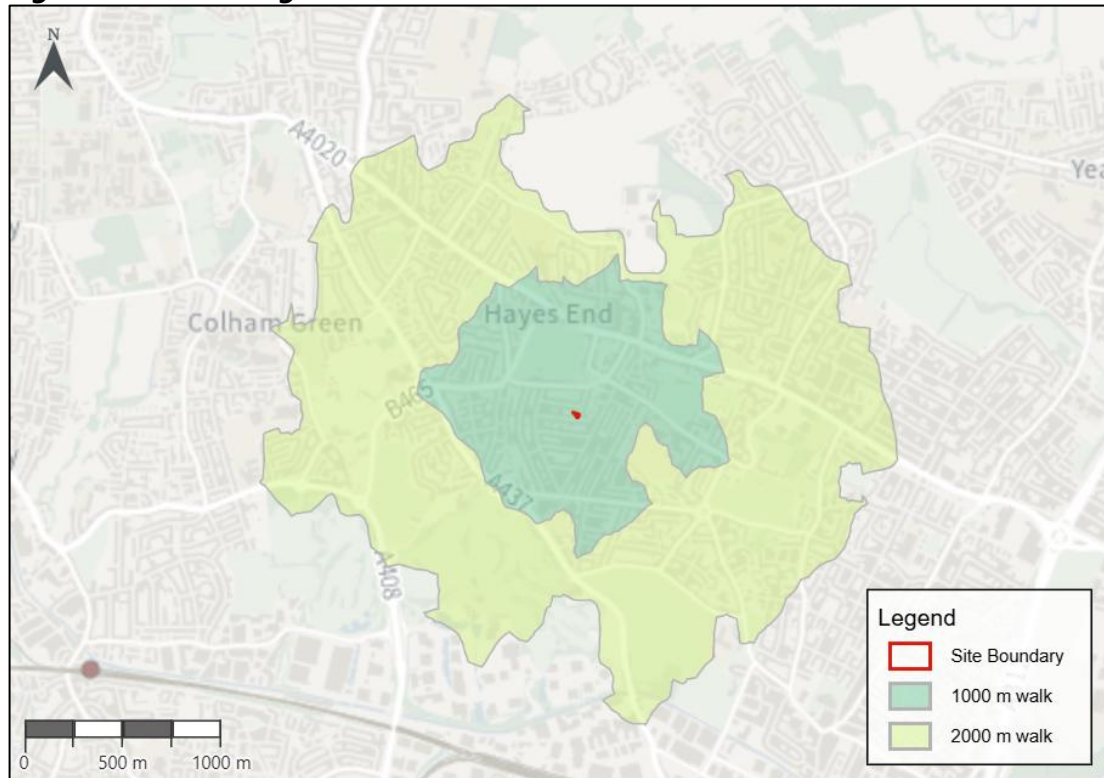 N
A4020
Yea
Hayes End
Colham Green
B465
A437
A408
Legend
Site Boundary
1000 m walk
2000 m walk
0 500 m 1000 m